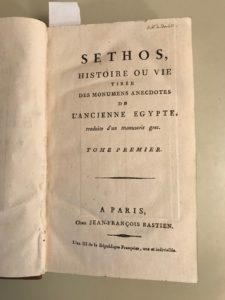 SETHOS,
HISTOIRE OU VIE
TIRÉE
DES MONUMENS ANECDOTES
DE
L'ANCIENNE EGYPTE,
traduite d'un manuscrit grec.
TOME PREMIER.
A PARIS,
Chez JEAN-FRANÇOIS BASTIEN.
L'an III de la République Françoise, une et indivisible.